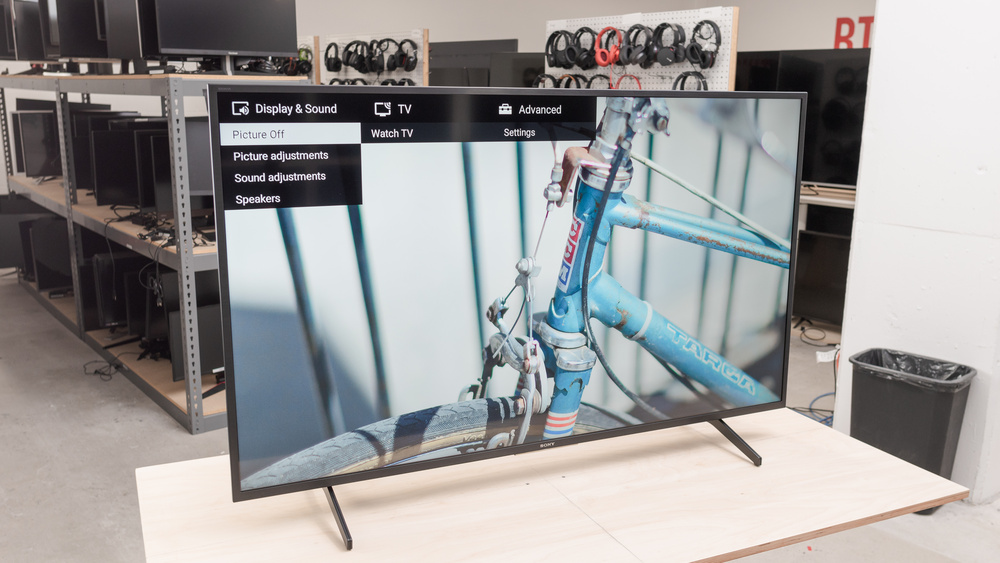 RT
Display & Sound
TV
Advanced
Picture Off
Watch TV
Settings
Picture adjustments
Sound adjustments
Speakers
TARGA
SONY